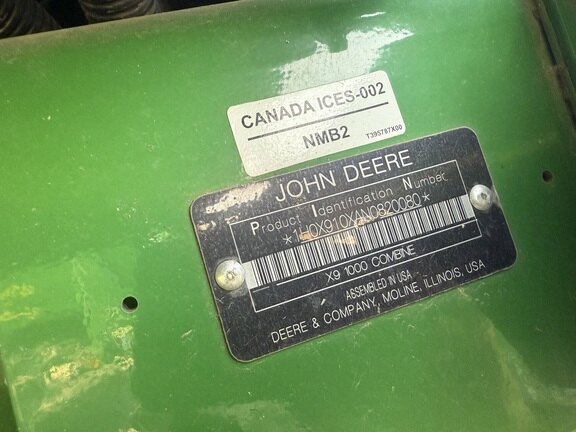 CANADA ICES-002
NMB2
T395787X00
JOHN DEERE
Product Identification Number
*1H0X910XAN0820080*
X9 1000 COMBINE
ASSEMBLED IN USA
DEERE & COMPANY, MOLINE, ILLINOIS, USA